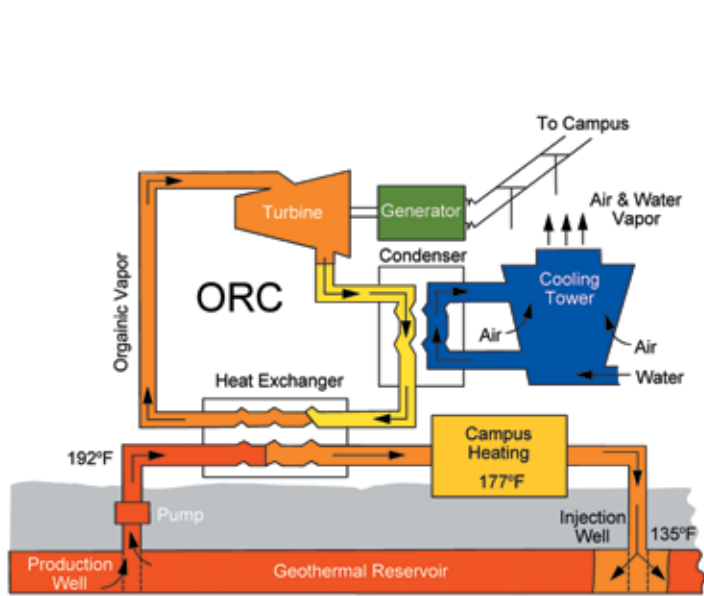 To Campus
Air & Water
Vapor
Turbine
Generator
Condenser
Cooling
Tower
Orgainic Vapor
ORC
Air
Air
Water
Heat Exchanger
192ºF
Campus
Heating
177ºF
Pump
Injection
Well
135ºF
Production
Well
Geothermal Reservoir